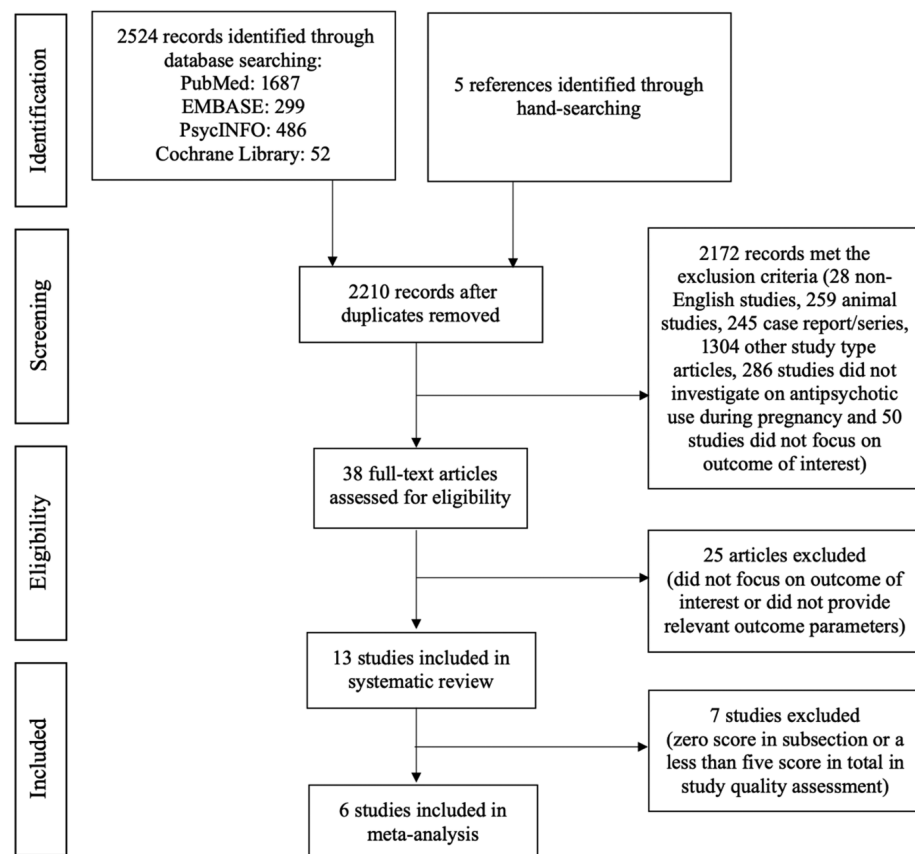 Identification
2524 records identified through
database searching:
PubMed: 1687
EMBASE: 299
PsycINFO: 486
Cochrane Library: 52
5 references identified through
hand-searching
Screening
2210 records after
duplicates removed
2172 records met the
exclusion criteria (28 non-
English studies, 259 animal
studies, 245 case report/series,
1304 other study type
articles, 286 studies did not
investigate on antipsychotic
use during pregnancy and 50
studies did not focus on
outcome of interest)
Eligibility
38 full-text articles
assessed for eligibility
25 articles excluded
(did not focus on outcome of
interest or did not provide
relevant outcome parameters)
Included
13 studies included in
systematic review
7 studies excluded
(zero score in subsection or a
less than five score in total in
study quality assessment)
6 studies included in
meta-analysis